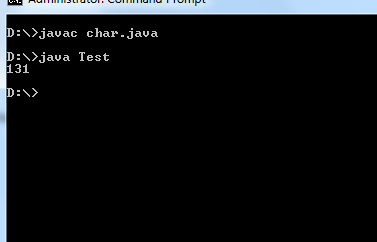 Administrator: Command Prompt
D:\>javac char.java
D:\>java Test
131
D:\>